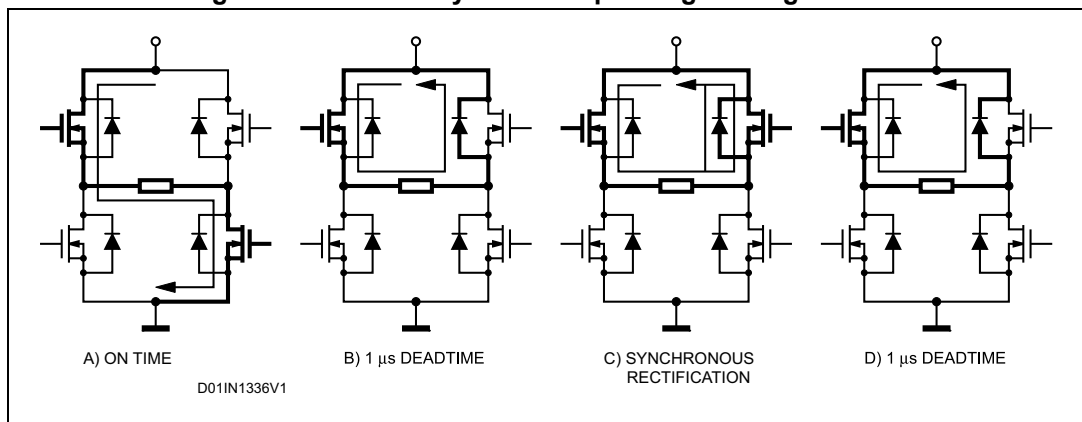 A) ON TIME
B) 1 μs DEADTIME
C) SYNCHRONOUS
RECTIFICATION
D) 1 μs DEADTIME
D01IN1336V1